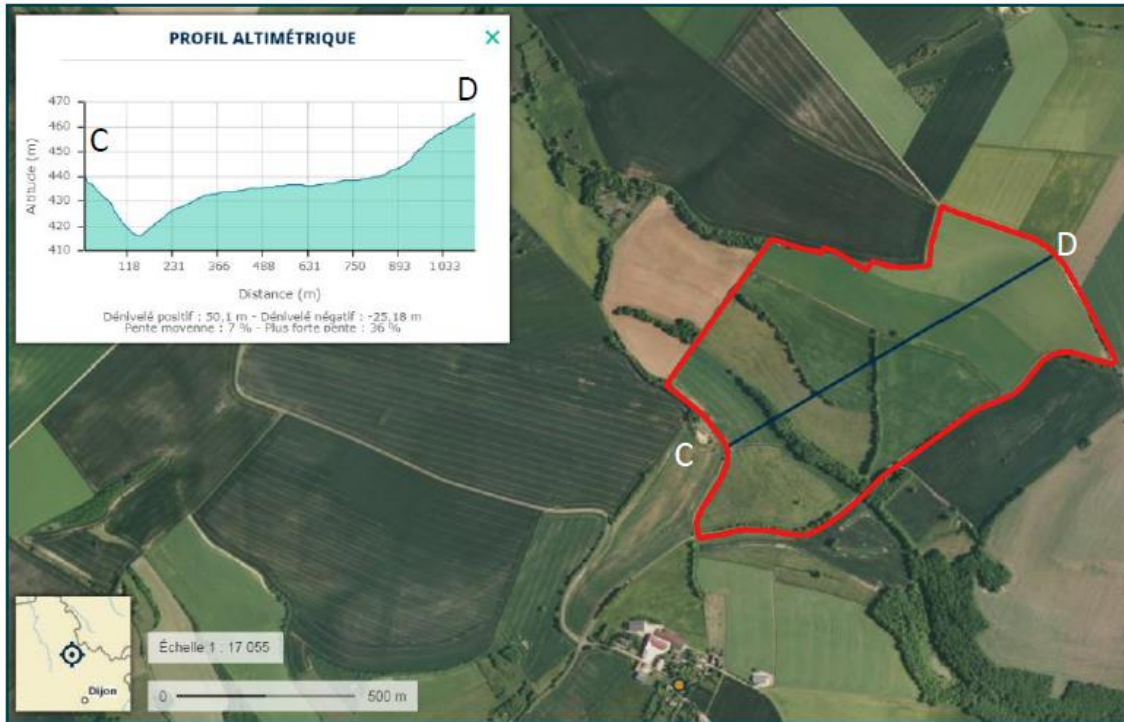 PROFIL ALTIMÉTRIQUE ×
D
C
470
460
450
440
430
420
410
Altitude (m)
118 231 366 488 631 750 893 1 033
Distance (m)
Dénivelé positif : 50,1 m - Dénivelé négatif : -25,18 m
Pente moyenne : 7 % - Plus forte pente : 36 %
D
C
Échelle 1 : 17 055
Dijon
0 500 m